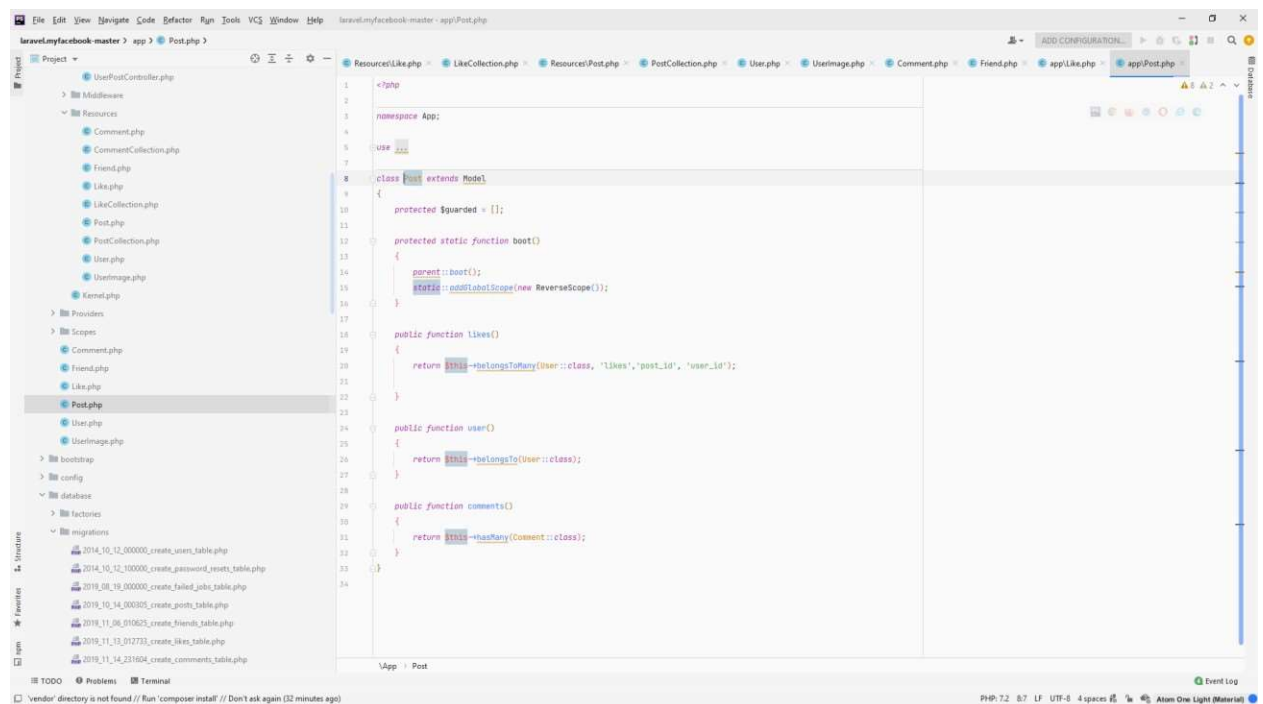 File Edit View Navigate Code Refactor Run Tools VCS Window Help laravel.myfacebook-master - app\Post.php
laravel.myfacebook-master app Post.php ADD CONFIGURATION...
Project
Resources\Like.php LikeCollection.php Resources\Post.php PostCollection.php User.php UserImage.php Comment.php Friend.php app\Like.php app\Post.php
Project
Database
UserPostController.php
Middleware
Resources
Comment.php
CommentCollection.php
Friend.php
Like.php
LikeCollection.php
Post.php
PostCollection.php
User.php
UserImage.php
Kernel.php
Providers
Scopes
Comment.php
Friend.php
Like.php
Post.php
User.php
UserImage.php
bootstrap
config
database
factories
migrations
2014_10_12_000000_create_users_table.php
2014_10_12_100000_create_password_resets_table.php
2019_08_19_000000_create_failed_jobs_table.php
2019_10_14_000305_create_posts_table.php
2019_11_06_010625_create_friends_table.php
2019_11_13_012733_create_likes_table.php
2019_11_14_231604_create_comments_table.php
Structure
Favorites
npm
1 <?php
2
3 namespace App;
4
5 use ...
7
8 class Post extends Model
9 {
10 protected $guarded = [];
11
12 protected static function boot()
13 {
14 parent::boot();
15 static::addGlobalScope(new ReverseScope());
16 }
17
18 public function likes()
19 {
20 return $this->belongsToMany(User::class, 'likes','post_id', 'user_id');
21
22 }
23
24 public function user()
25 {
26 return $this->belongsTo(User::class);
27 }
28
29 public function comments()
30 {
31 return $this->hasMany(Comment::class);
32 }
33 }
34
\App Post
TODO Problems Terminal Event Log
'vendor' directory is not found // Run 'composer install' // Don't ask again (32 minutes ago) PHP: 7.2 8:7 LF UTF-8 4 spaces Atom One Light (Material)